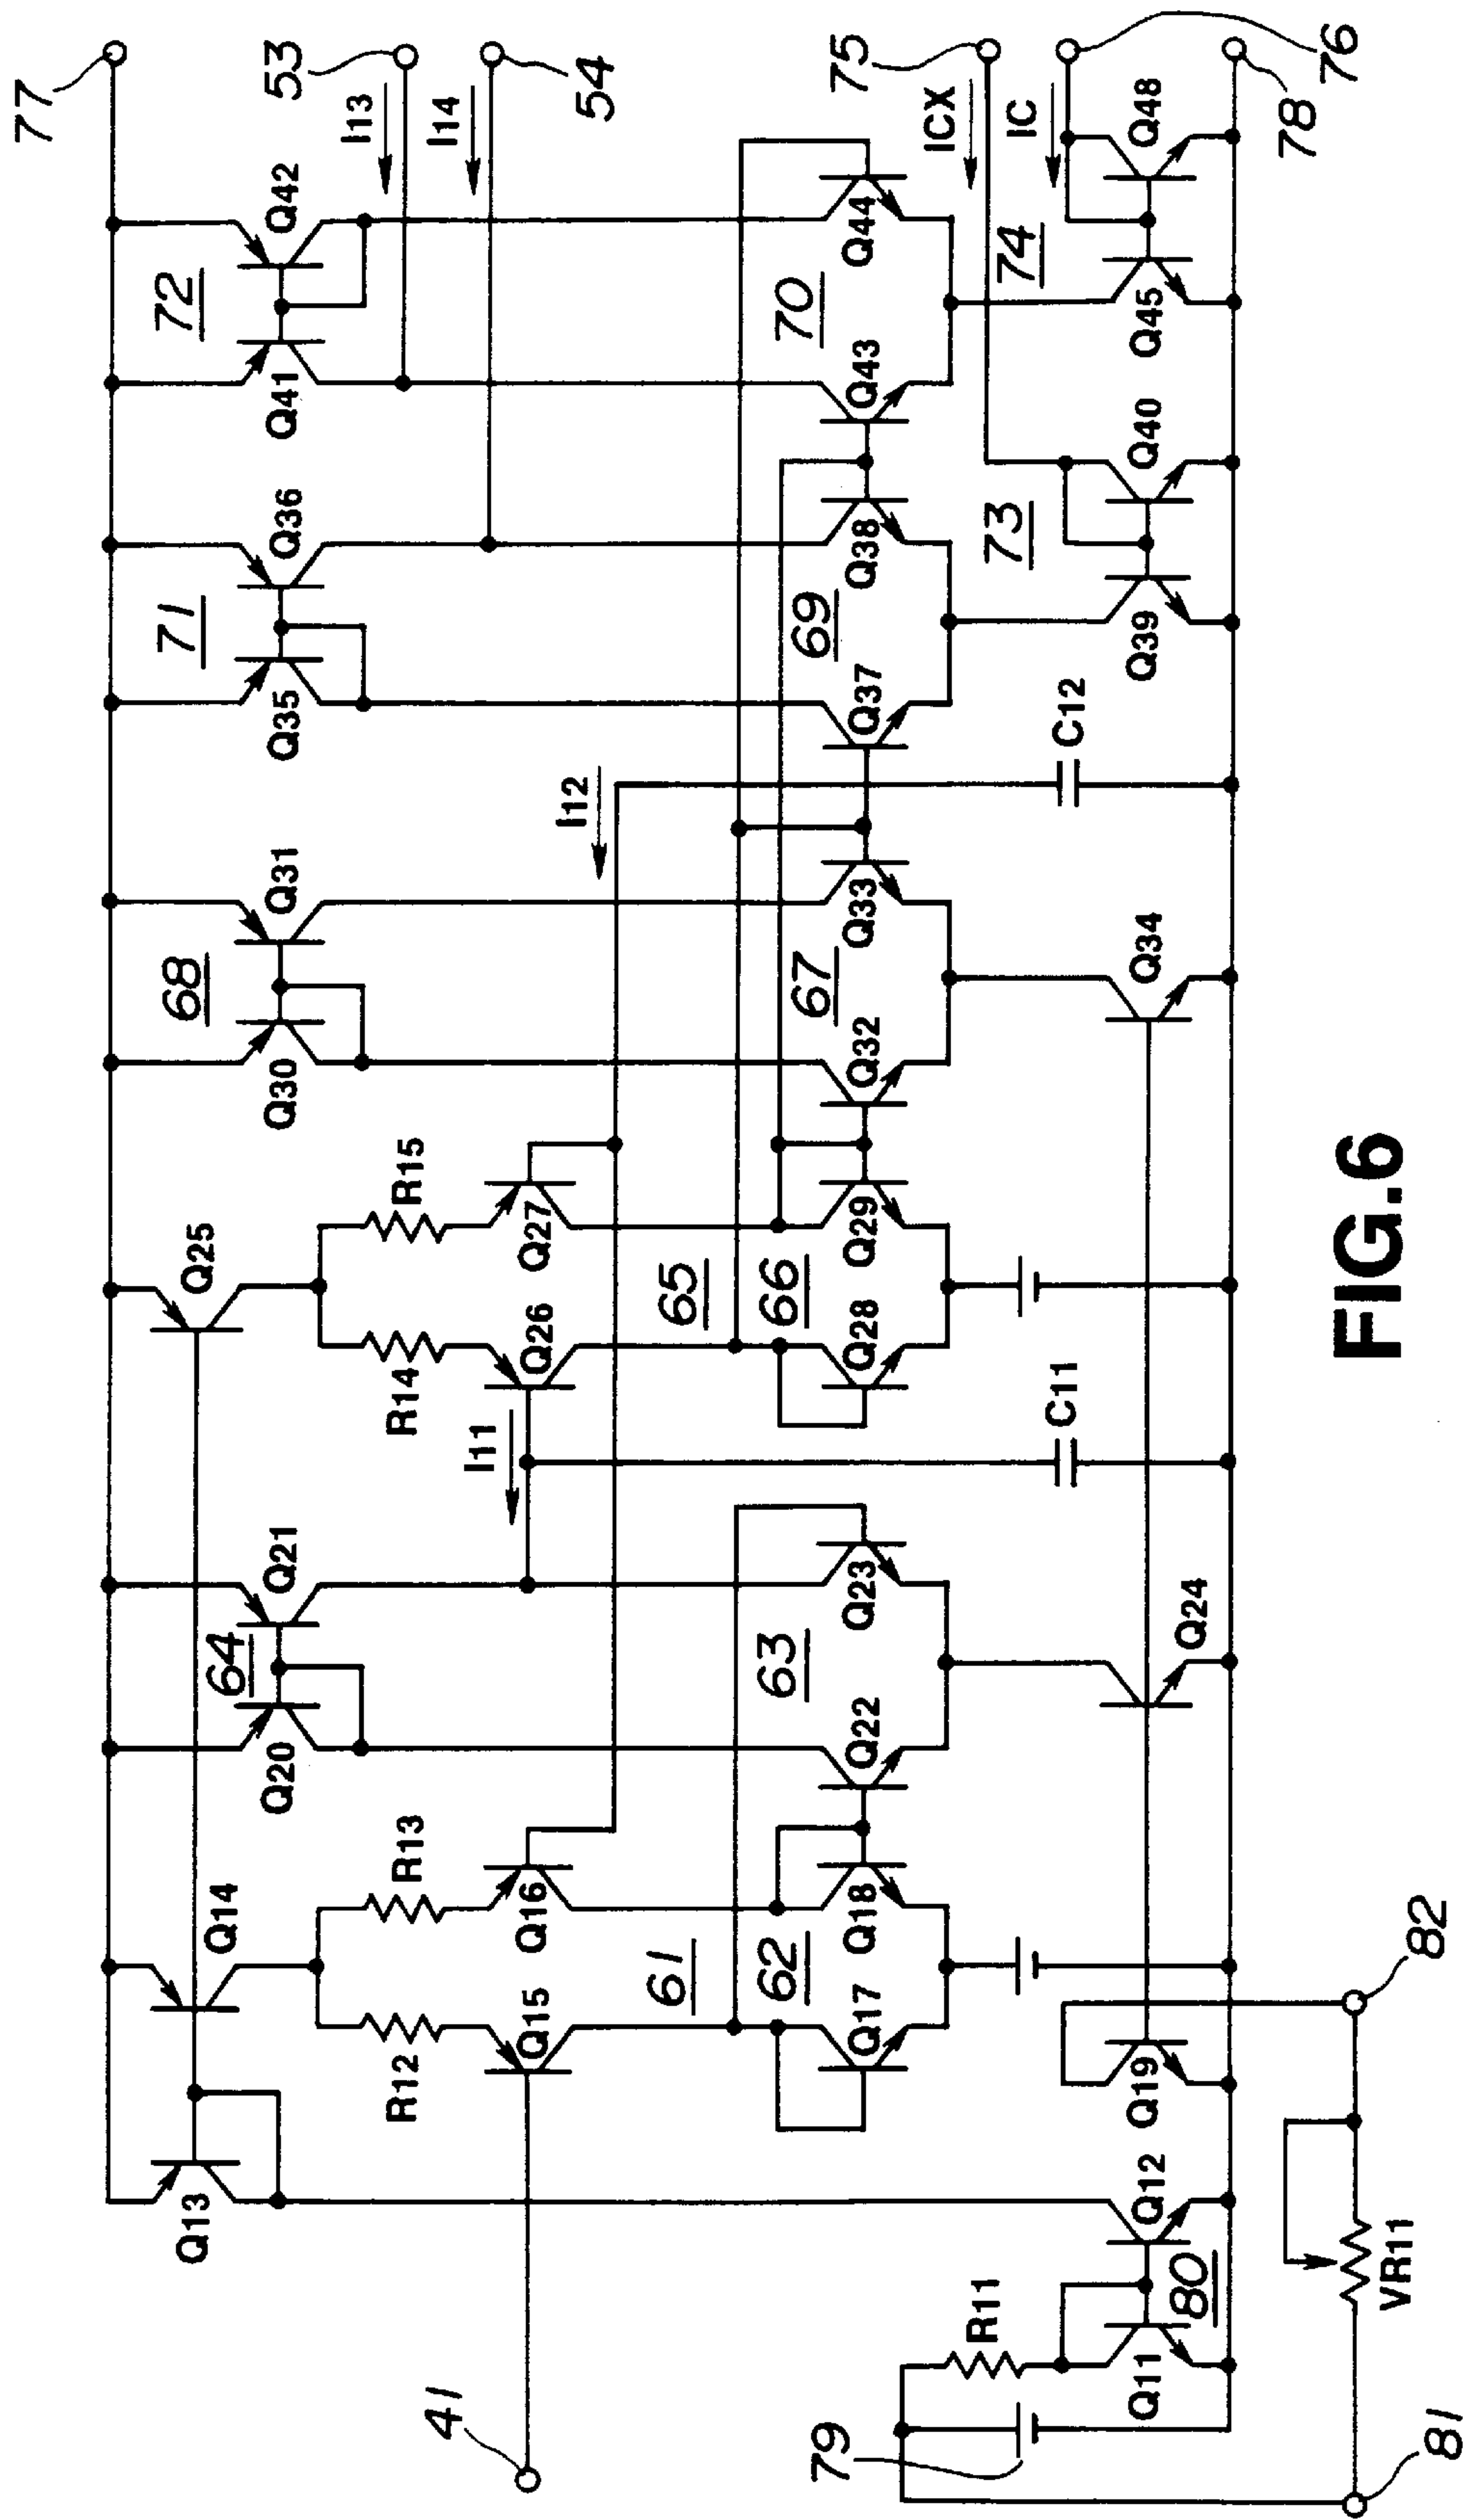 77
53
I13
I14
54
75
ICX
IC
76
78
Q42
72
Q41
Q44
70
Q43
74
Q48
Q45
Q36
71
Q35
Q38
69
Q37
Q40
73
Q39
C12
I12
Q31
68
Q30
Q33
67
Q32
Q34
Q25
R15
R14
Q27
65
Q26
66
Q29
Q28
I11
C11
Q21
64
Q20
Q23
63
Q22
Q24
Q14
R13
R12
Q16
61
Q15
62
Q18
Q17
Q19
82
Q13
Q12
80
R11
Q11
VR11
41
79
81
FIG.6